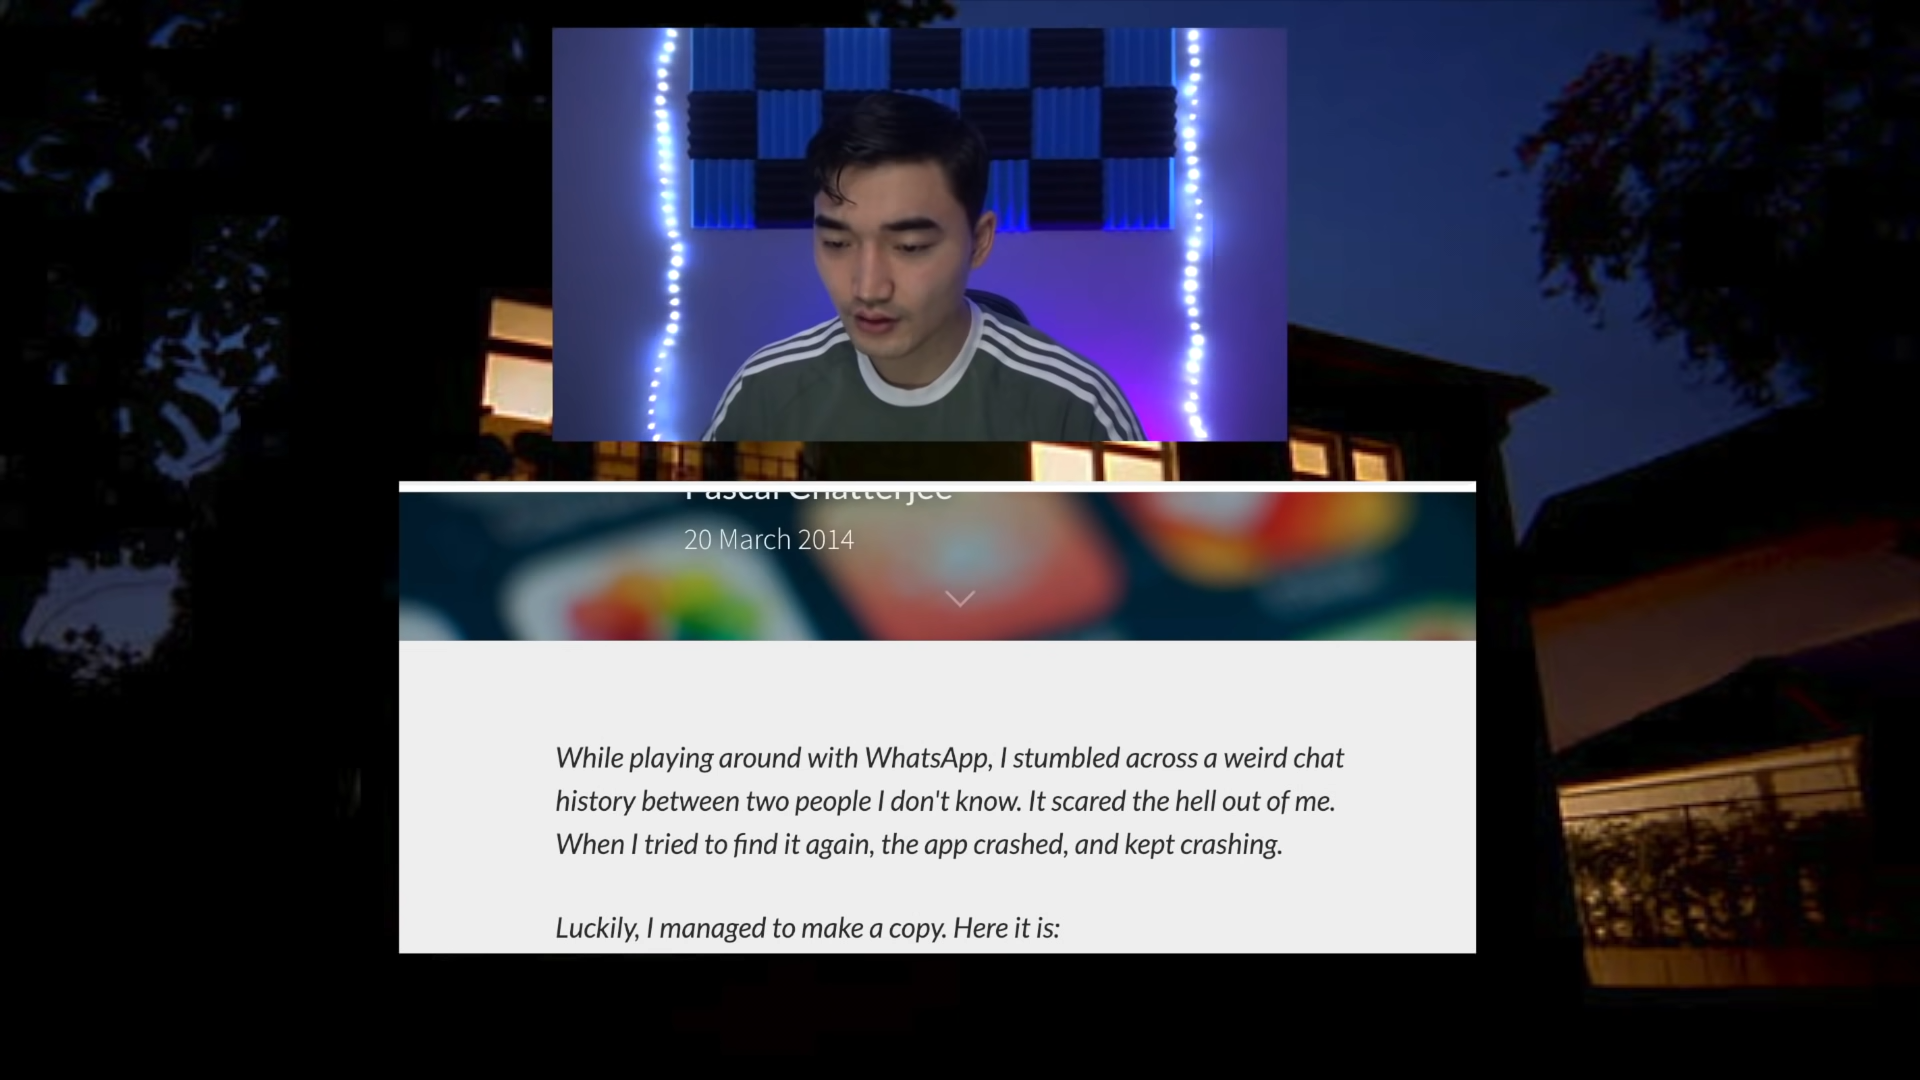 Pascal Chatterjee
20 March 2014
While playing around with WhatsApp, I stumbled across a weird chat
history between two people I don't know. It scared the hell out of me.
When I tried to find it again, the app crashed, and kept crashing.
Luckily, I managed to make a copy. Here it is: